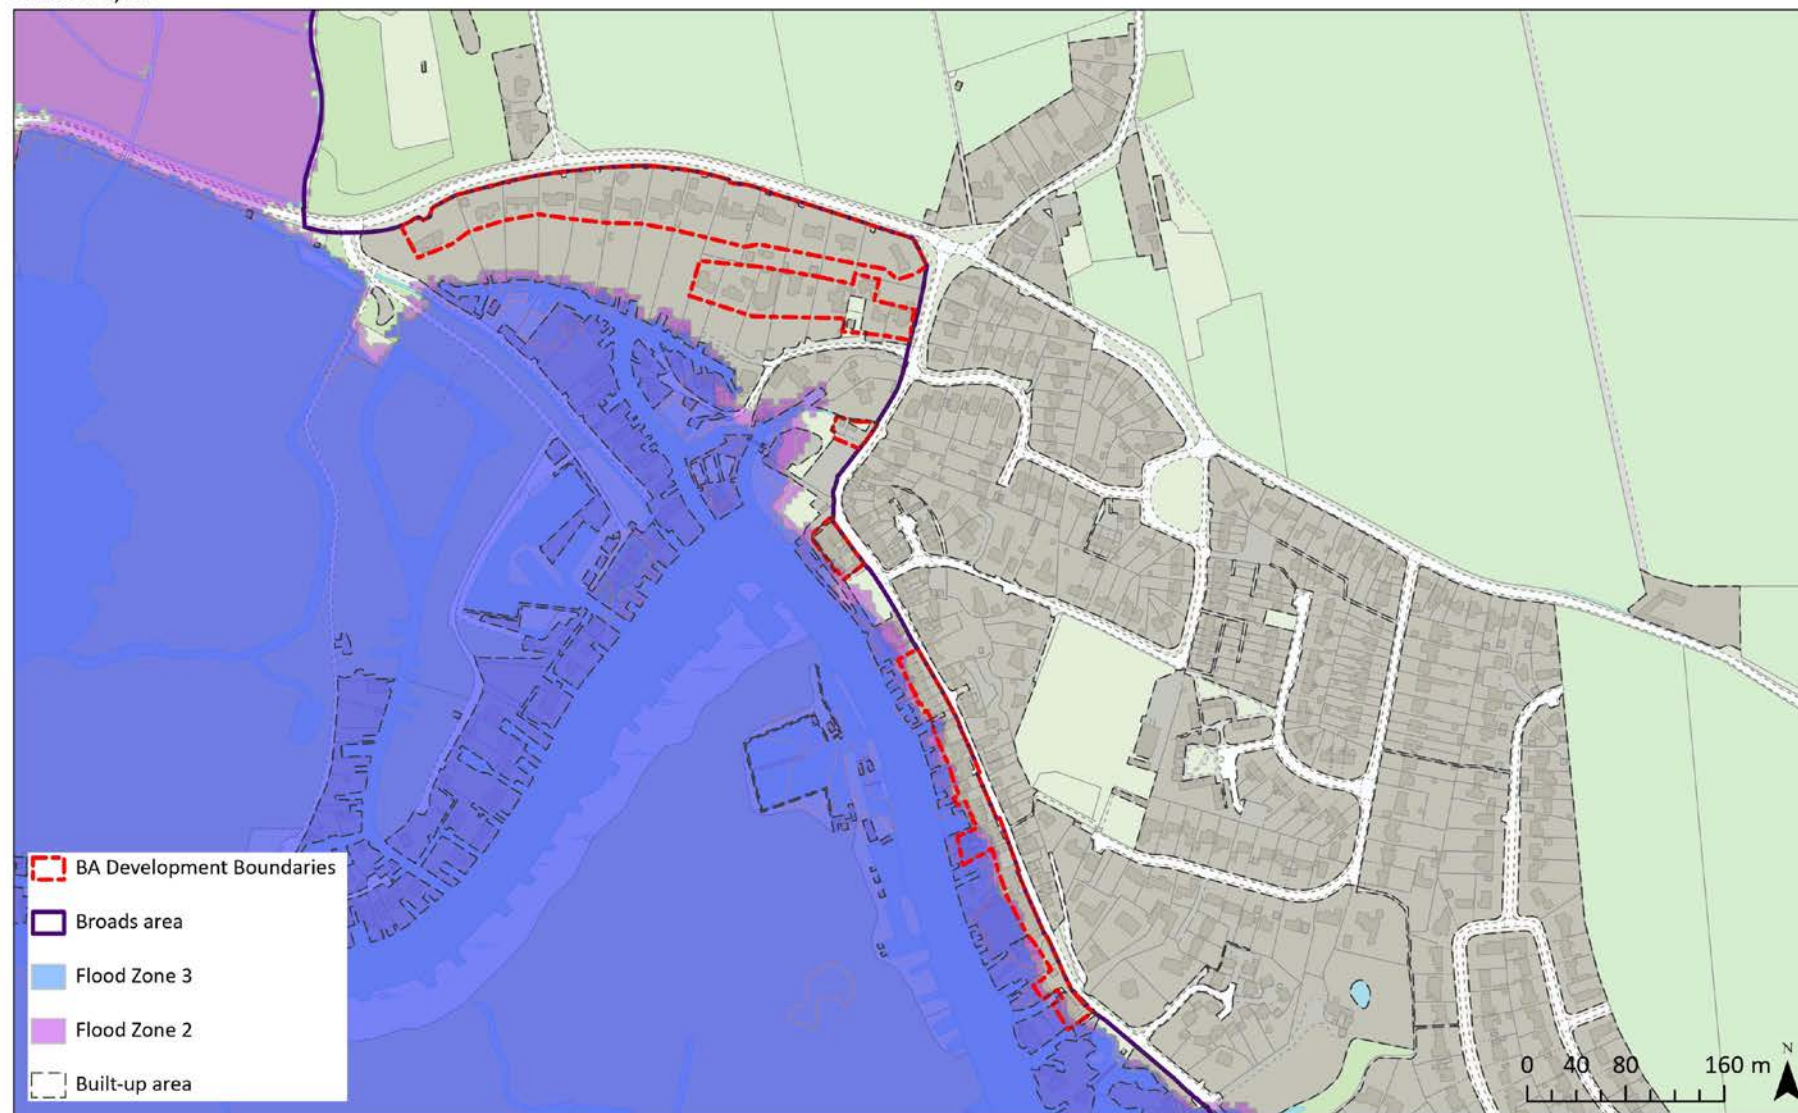 BA Development Boundaries
Broads area
Flood Zone 3
Flood Zone 2
Built-up area
0 40 80 160 m
N